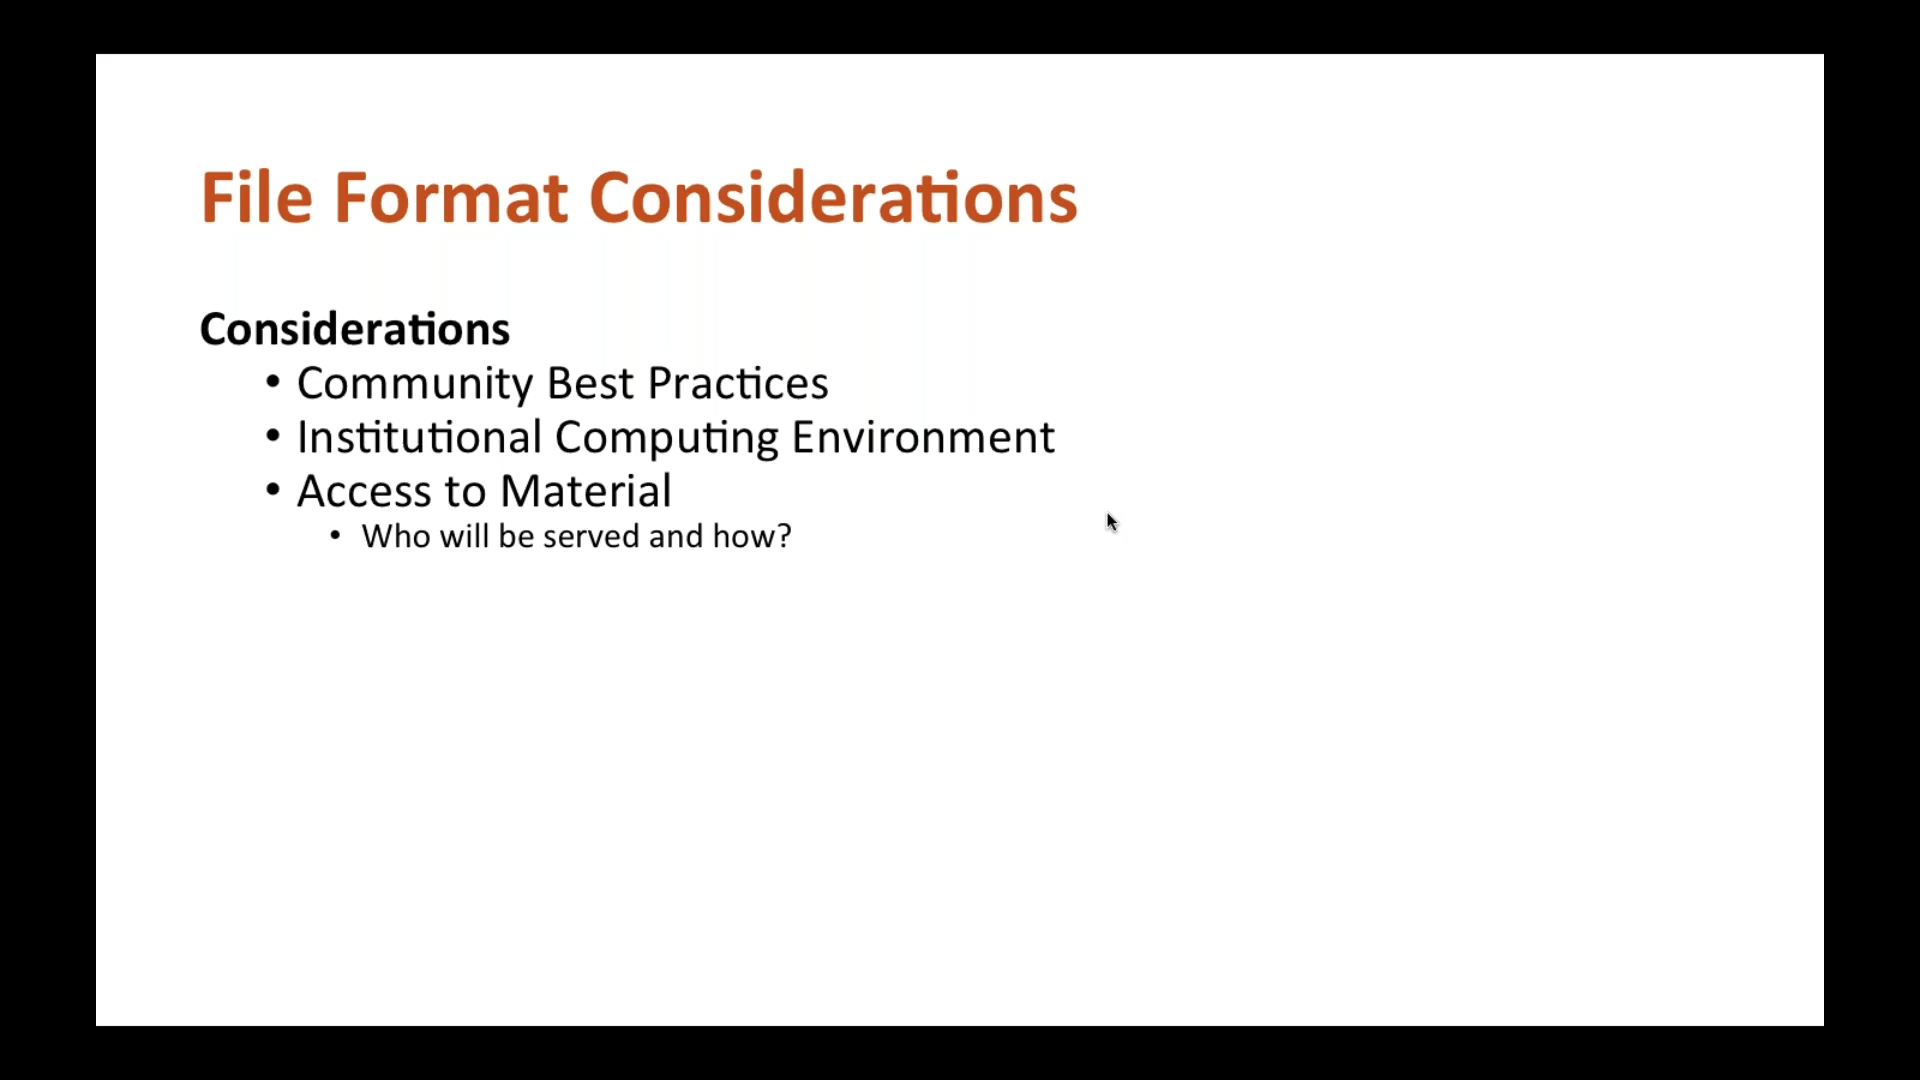 File Format Considerations
Considerations
• Community Best Practices
• Institutional Computing Environment
• Access to Material
• Who will be served and how?